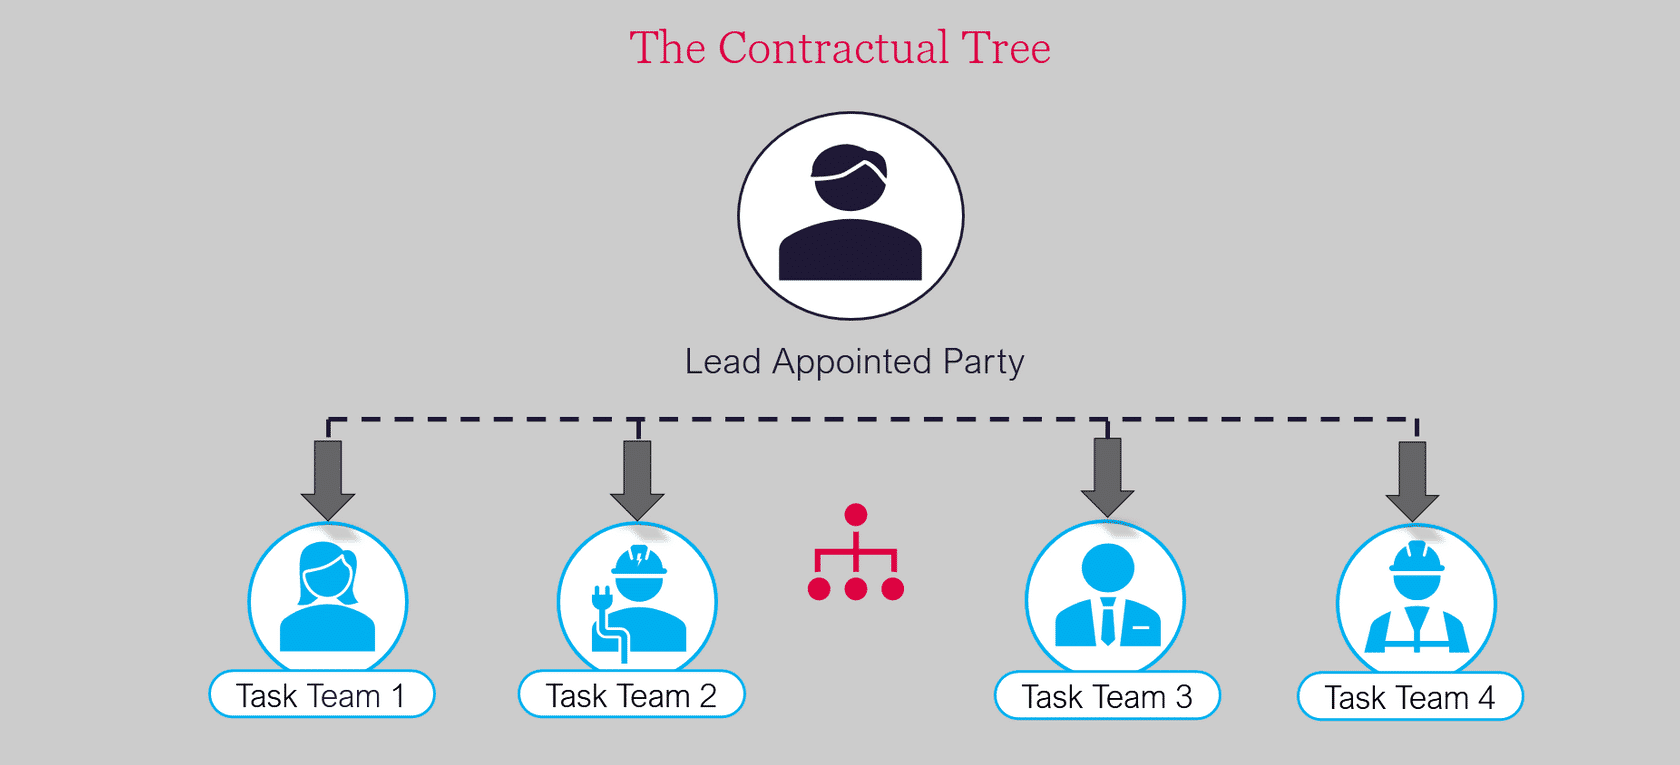 The Contractual Tree
Lead Appointed Party
Task Team 1
Task Team 2
Task Team 3
Task Team 4